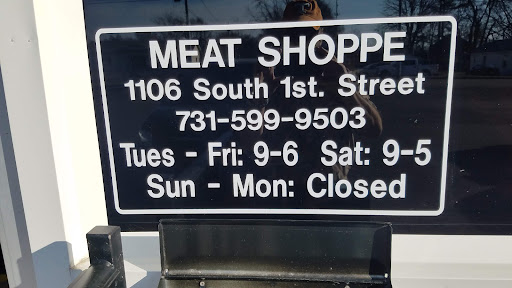 MEAT SHOPPE
1106 South 1st. Street
731-599-9503
Tues - Fri: 9-6 Sat: 9-5
Sun - Mon: Closed